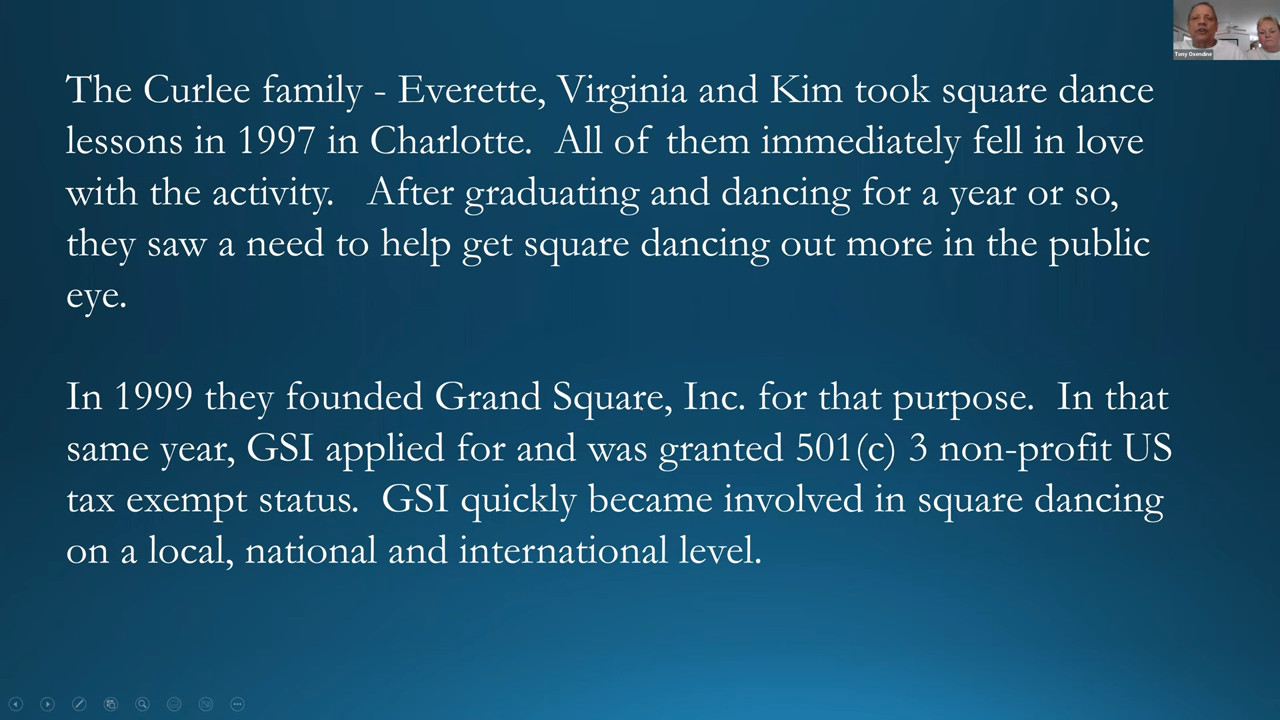 The Curlee family - Everette, Virginia and Kim took square dance
lessons in 1997 in Charlotte.  All of them immediately fell in love
with the activity.   After graduating and dancing for a year or so,
they saw a need to help get square dancing out more in the public
eye.
In 1999 they founded Grand Square, Inc. for that purpose.  In that
same year, GSI applied for and was granted 501(c) 3 non-profit US
tax exempt status.  GSI quickly became involved in square dancing
on a local, national and international level.
Tony Oxendine